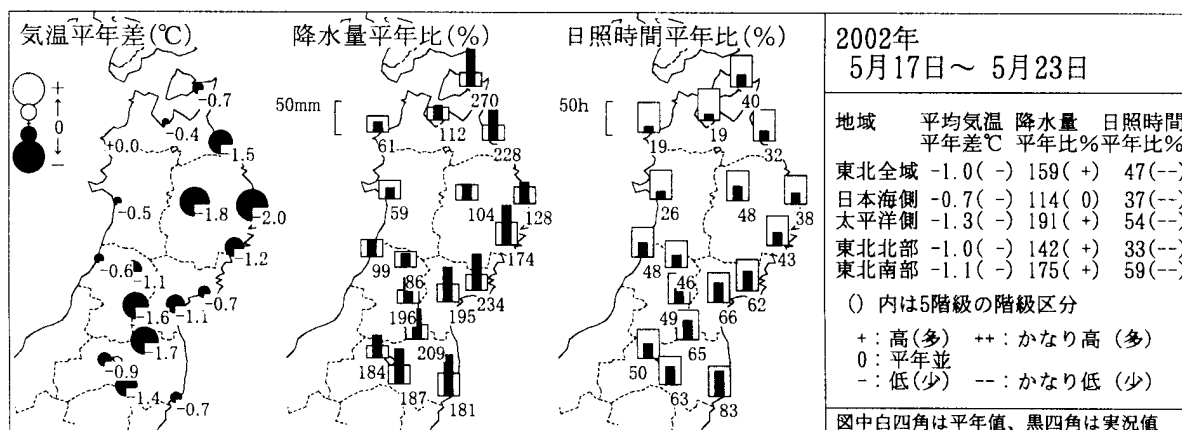 気温平年差(℃)
+
↑
0
↓
−
-0.7
-0.4
+0.0
-1.5
-0.5
-1.8
-2.0
-1.2
-0.6
-1.1
-0.7
-1.6
-1.1
-1.7
-0.9
-1.4
-0.7
降水量平年比(%)
50mm
270
112
61
228
59
104
128
99
86
174
196
195
234
209
184
187
181
日照時間平年比(%)
50h
40
19
19
32
26
48
38
48
46
43
49
66
62
65
50
63
83
2002年
5月17日～ 5月23日
地域 平均気温 降水量 日照時間
平年差℃ 平年比% 平年比%
東北全域 -1.0( -) 159( +) 47(--)
日本海側 -0.7( -) 114( 0) 37(--)
太平洋側 -1.3( -) 191( +) 54(--)
東北北部 -1.0( -) 142( +) 33(--)
東北南部 -1.1( -) 175( +) 59(--)
() 内は5階級の階級区分
+：高(多) ++：かなり高 (多)
0：平年並
-：低(少) --：かなり低 (少)
図中白四角は平年値、黒四角は実況値